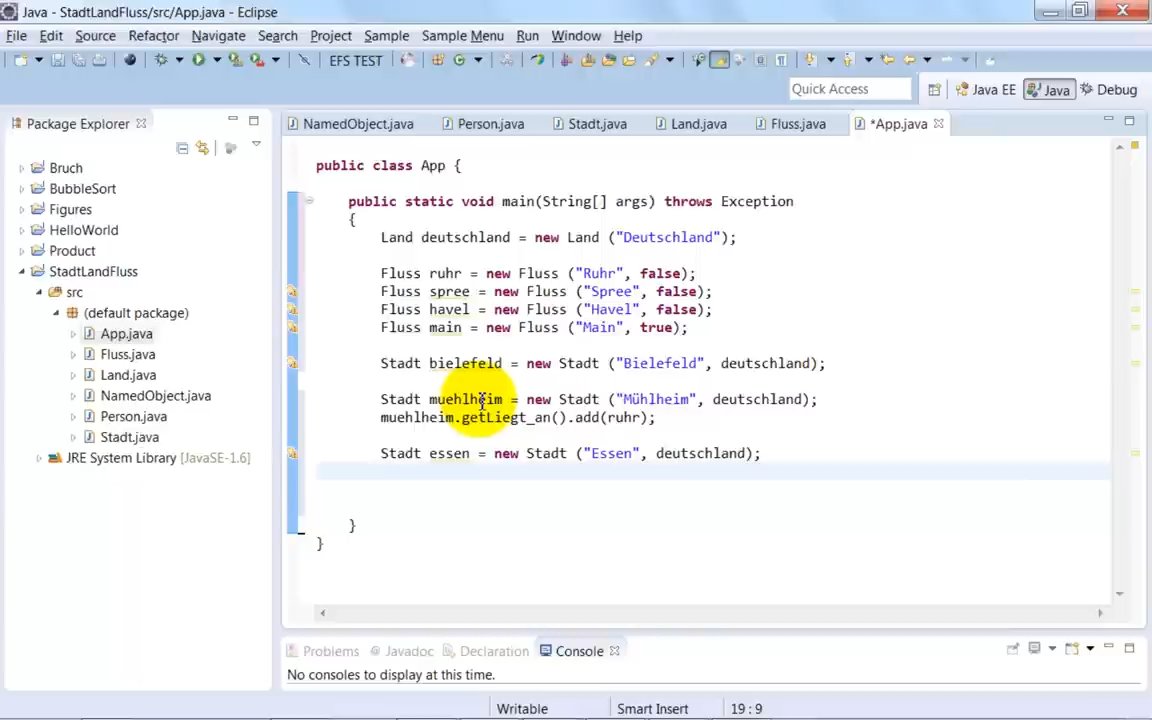 Java - StadtLandFluss/src/App.java - Eclipse
File Edit Source Refactor Navigate Search Project Sample Sample Menu Run Window Help
EFS TEST
Quick Access Java EE Java Debug
Package Explorer
Bruch
BubbleSort
Figures
HelloWorld
Product
StadtLandFluss
src
(default package)
App.java
Fluss.java
Land.java
NamedObject.java
Person.java
Stadt.java
JRE System Library [JavaSE-1.6]
NamedObject.java Person.java Stadt.java Land.java Fluss.java *App.java
public class App {
public static void main(String[] args) throws Exception
{
Land deutschland = new Land ("Deutschland");
Fluss ruhr = new Fluss ("Ruhr", false);
Fluss spree = new Fluss ("Spree", false);
Fluss havel = new Fluss ("Havel", false);
Fluss main = new Fluss ("Main", true);
Stadt bielefeld = new Stadt ("Bielefeld", deutschland);
Stadt muehlheim = new Stadt ("Mühlheim", deutschland);
muehlheim.getLiegt_an().add(ruhr);
Stadt essen = new Stadt ("Essen", deutschland);
}
}
Problems Javadoc Declaration Console
No consoles to display at this time.
Writable Smart Insert 19 : 9